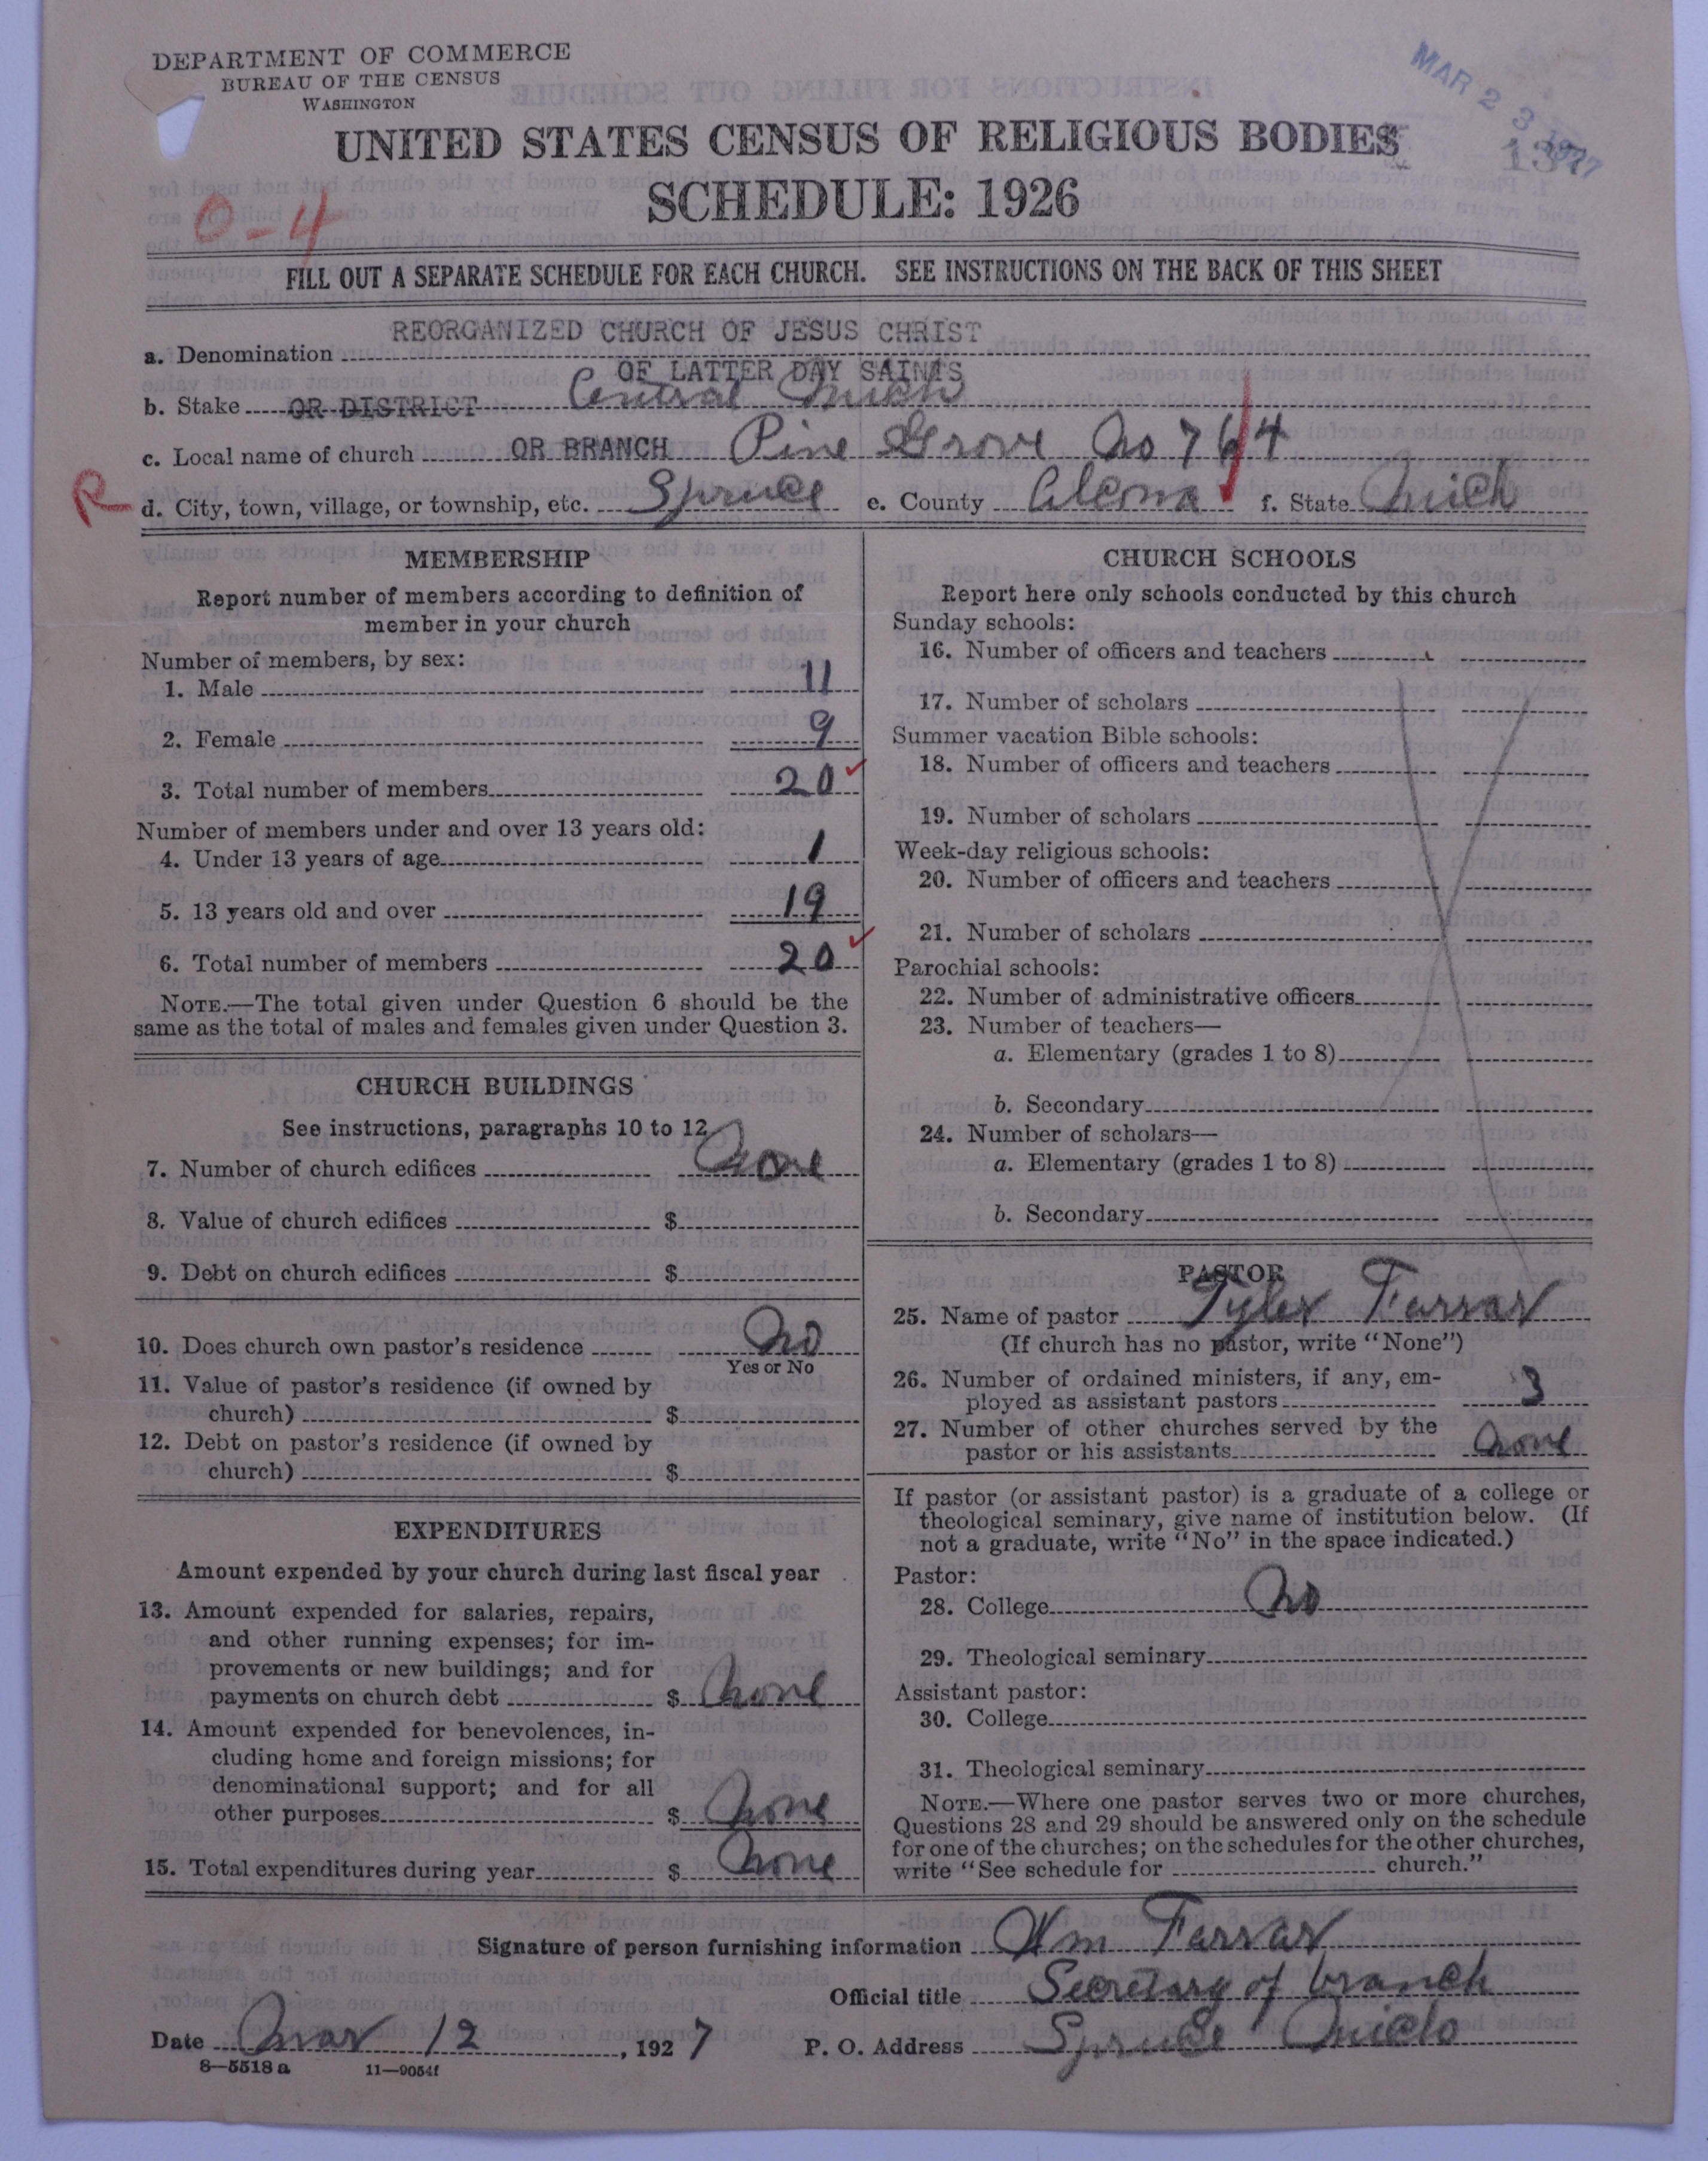 DEPARTMENT OF COMMERCE
BUREAU OF THE CENSUS
WASHINGTON
MAR 23 1927
UNITED STATES CENSUS OF RELIGIOUS BODIES
SCHEDULE: 1926
0-4
FILL OUT A SEPARATE SCHEDULE FOR EACH CHURCH. SEE INSTRUCTIONS ON THE BACK OF THIS SHEET
REORGANIZED CHURCH OF JESUS CHRIST
a. Denomination
OF LATTER DAY SAINTS
b. Stake OR DISTRICT Central Mich
c. Local name of church OR BRANCH Pine Grove No 764
R d. City, town, village, or township, etc. Spruce e. County Alcona f. State Mich
MEMBERSHIP
Report number of members according to definition of
member in your church
Number of members, by sex:
1. Male 11
2. Female 9
3. Total number of members 20
Number of members under and over 13 years old:
4. Under 13 years of age 1
5. 13 years old and over 19
6. Total number of members 20
NOTE.—The total given under Question 6 should be the
same as the total of males and females given under Question 3.
CHURCH BUILDINGS
See instructions, paragraphs 10 to 12
7. Number of church edifices None
8. Value of church edifices $
9. Debt on church edifices $
10. Does church own pastor's residence No
Yes or No
11. Value of pastor's residence (if owned by
church) $
12. Debt on pastor's residence (if owned by
church) $
EXPENDITURES
Amount expended by your church during last fiscal year
13. Amount expended for salaries, repairs,
and other running expenses; for im-
provements or new buildings; and for
payments on church debt $ None
14. Amount expended for benevolences, in-
cluding home and foreign missions; for
denominational support; and for all
other purposes $ None
15. Total expenditures during year $ None
CHURCH SCHOOLS
Report here only schools conducted by this church
Sunday schools:
16. Number of officers and teachers
17. Number of scholars
Summer vacation Bible schools:
18. Number of officers and teachers
19. Number of scholars
Week-day religious schools:
20. Number of officers and teachers
21. Number of scholars
Parochial schools:
22. Number of administrative officers
23. Number of teachers—
a. Elementary (grades 1 to 8)
b. Secondary
24. Number of scholars—
a. Elementary (grades 1 to 8)
b. Secondary
PASTOR
25. Name of pastor Tyler Farrar
(If church has no pastor, write "None")
26. Number of ordained ministers, if any, em-
ployed as assistant pastors 3
27. Number of other churches served by the
pastor or his assistants None
If pastor (or assistant pastor) is a graduate of a college or
theological seminary, give name of institution below. (If
not a graduate, write "No" in the space indicated.)
Pastor:
28. College No
29. Theological seminary
Assistant pastor:
30. College
31. Theological seminary
NOTE.—Where one pastor serves two or more churches,
Questions 28 and 29 should be answered only on the schedule
for one of the churches; on the schedules for the other churches,
write "See schedule for church."
Signature of person furnishing information Wm Farrar
Official title Secretary of branch
Date Mar 12, 1927 P. O. Address Spruce Mich
8—5518 a 11—9054f